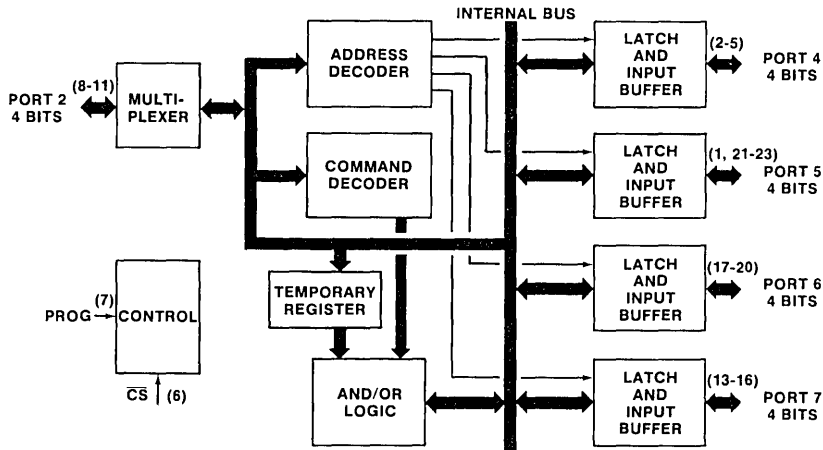 INTERNAL BUS
PORT 2
4 BITS
(8-11)
MULTI-
PLEXER
ADDRESS
DECODER
COMMAND
DECODER
LATCH
AND
INPUT
BUFFER
(2-5)
PORT 4
4 BITS
LATCH
AND
INPUT
BUFFER
(1, 21-23)
PORT 5
4 BITS
LATCH
AND
INPUT
BUFFER
(17-20)
PORT 6
4 BITS
LATCH
AND
INPUT
BUFFER
(13-16)
PORT 7
4 BITS
PROG
(7)
CONTROL
CS
(6)
TEMPORARY
REGISTER
AND/OR
LOGIC